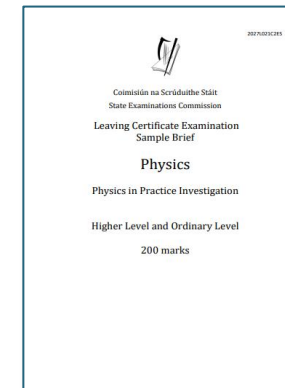 2027L021C2ES
Coimisiún na Scrúduithe Stáit
State Examinations Commission
Leaving Certificate Examination
Sample Brief
Physics
Physics in Practice Investigation
Higher Level and Ordinary Level
200 marks